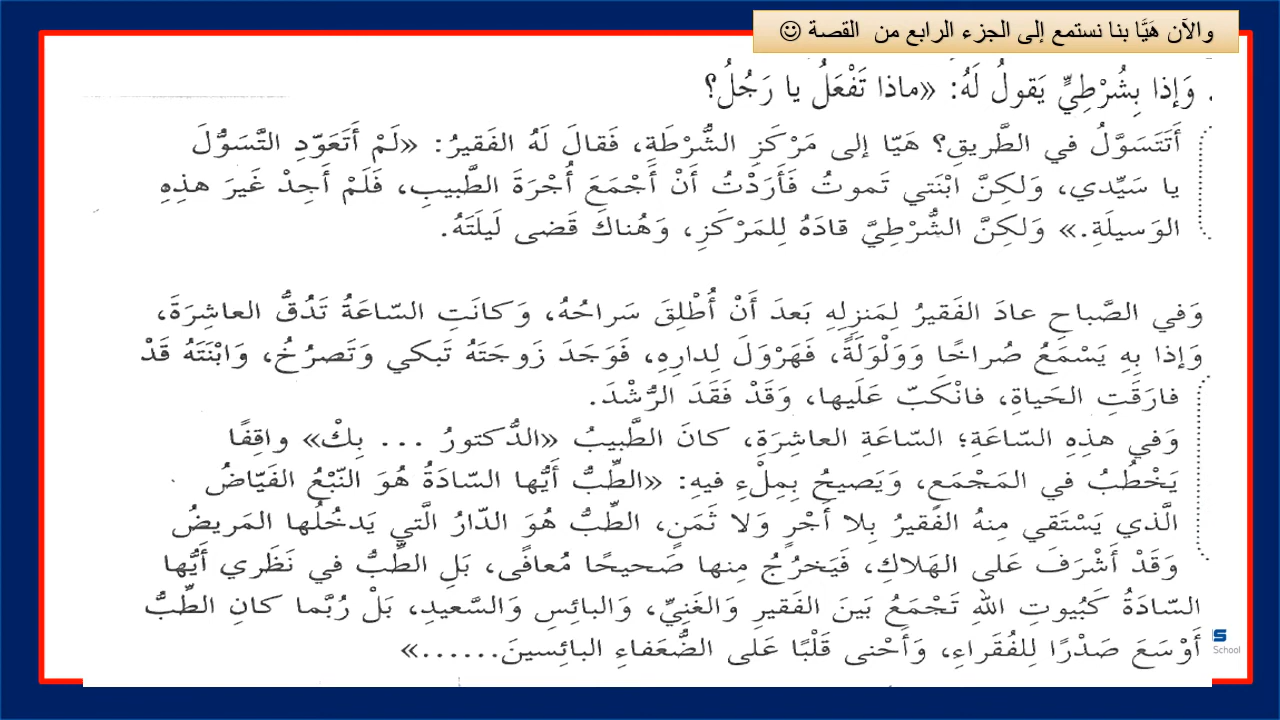 والآن هَيَّا بنا نستمع إلى الجزء الرابع من القصة ☺
. وَإذا بِشُرْطِيٍّ يَقولُ لَهُ: «ماذا تَفْعَلُ يا رَجُلُ؟
أَتَتَسَوَّلُ في الطَّريقِ؟ هَيّا إلى مَرْكَزِ الشُّرْطَةِ، فَقالَ لَهُ الفَقيرُ: «لَمْ أَتَعَوَّدِ التَّسَوُّلَ
يا سَيِّدي، وَلكِنَّ ابْنَتي تَموتُ فَأَرَدْتُ أَنْ أَجْمَعَ أُجْرَةَ الطَّبيبِ، فَلَمْ أَجِدْ غَيرَ هذِهِ
الوَسيلَةِ.» وَلكِنَّ الشُّرْطِيَّ قادَهُ لِلمَرْكَزِ، وَهُناكَ قَضى لَيلَتَهُ.
وَفي الصَّباحِ عادَ الفَقيرُ لِمَنزِلِهِ بَعدَ أَنْ أُطْلِقَ سَراحُهُ، وَكانَتِ السّاعَةُ تَدُقُّ العاشِرَةَ،
وَإذا بِهِ يَسْمَعُ صُراخًا وَوَلْوَلَةً، فَهَرْوَلَ لِدارِهِ، فَوَجَدَ زَوجَتَهُ تَبكي وَتَصرُخُ، وَابْنَتَهُ قَدْ
فارَقَتِ الحَياةِ، فانْكَبّ عَلَيها، وَقَدْ فَقَدَ الرُّشْدَ.
وَفي هذِهِ السّاعَةِ؛ السّاعَةِ العاشِرَةِ، كانَ الطَّبيبُ «الدُّكتورُ ... بِكْ» واقِفًا
يَخْطُبُ في المَجْمَعِ، وَيَصيحُ بِمِلْءِ فيهِ: «الطِّبُّ أَيُّها السّادَةُ هُوَ النّبْعُ الفَيّاضُ
الَّذي يَسْتَقي مِنهُ الفَقيرُ بِلا أَجْرٍ وَلا ثَمَنٍ، الطِّبُّ هُوَ الدّارُ الَّتي يَدخُلُها المَريضُ
وَقَدْ أَشْرَفَ عَلى الهَلاكِ، فَيَخرُجُ مِنها صَحيحًا مُعافًى، بَلِ الطِّبُّ في نَظَري أَيُّها
السّادَةُ كَبُيوتِ اللهِ تَجْمَعُ بَينَ الفَقيرِ وَالغَنِيِّ، وَالبائِسِ وَالسَّعيدِ، بَلْ رُبَّما كانِ الطِّبُّ
أَوْسَعَ صَدْرًا لِلفُقَراءِ، وَأَحْنى قَلْبًا عَلى الضُّعَفاءِ البائِسينَ......»
S
School